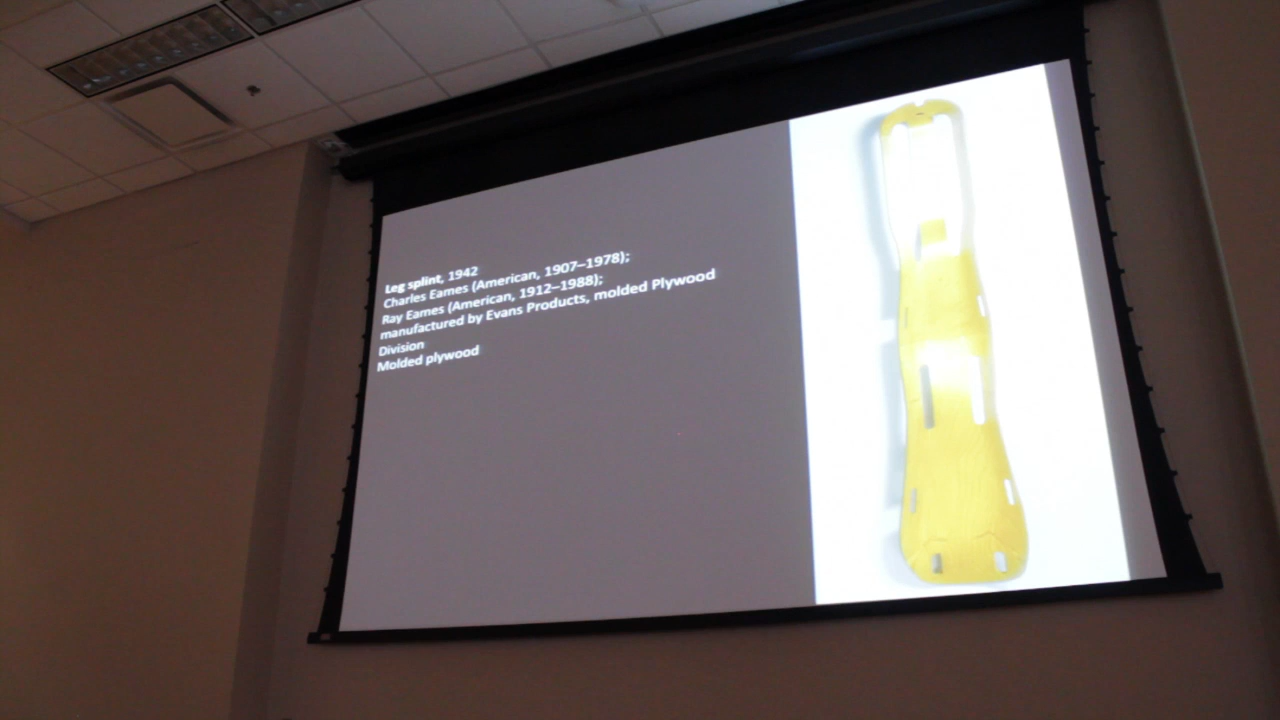 Leg splint, 1942
Charles Eames (American, 1907–1978);
Ray Eames (American, 1912–1988);
manufactured by Evans Products, molded Plywood
Division
Molded plywood